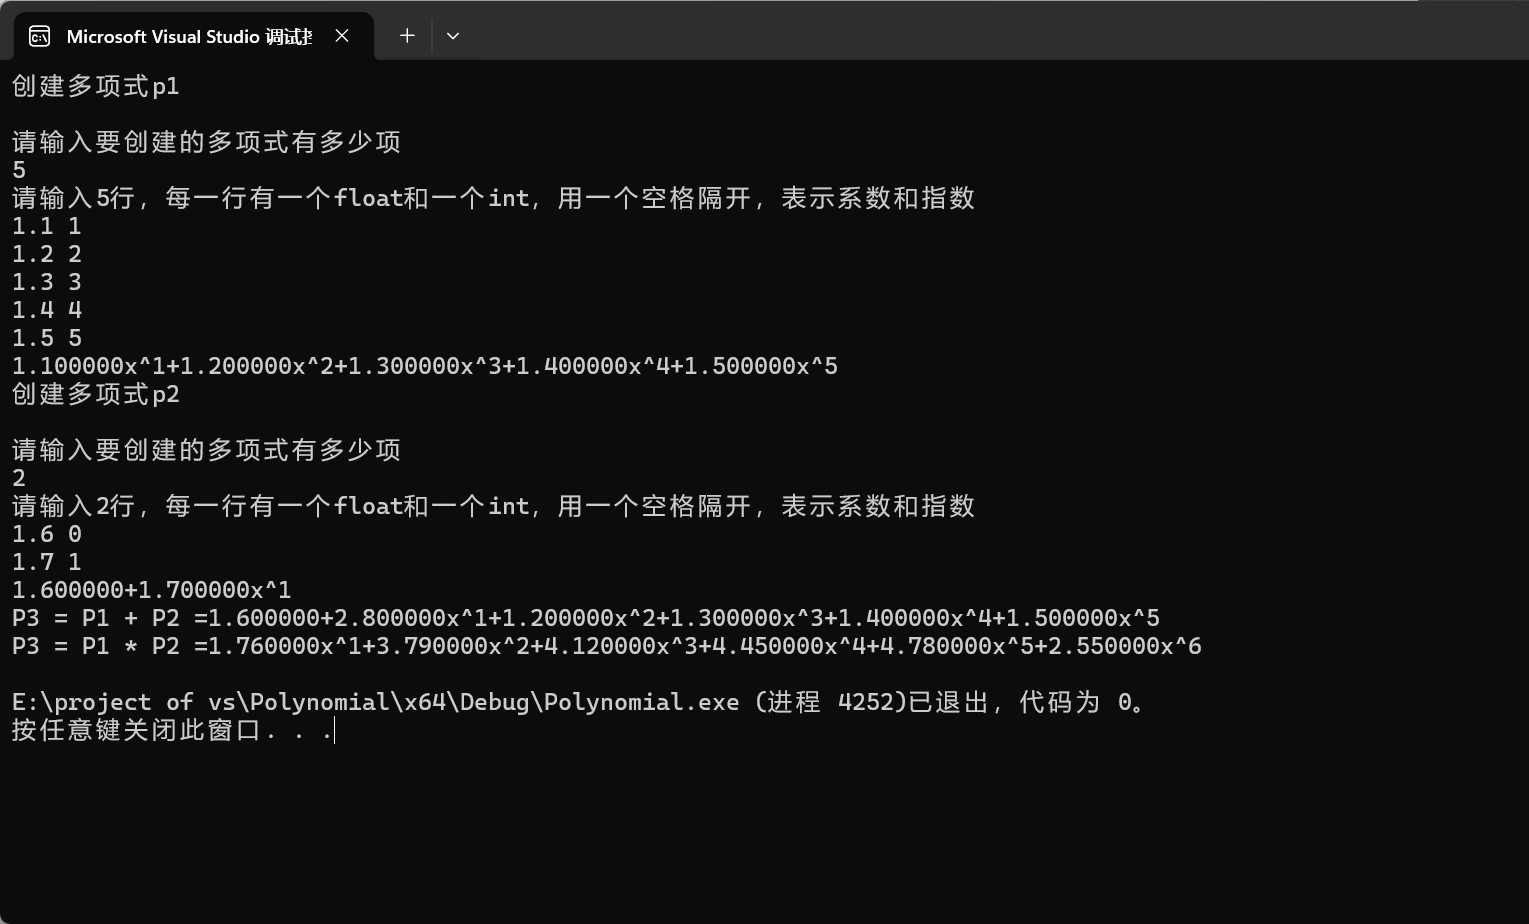 Microsoft Visual Studio 调试控
创建多项式p1
请输入要创建的多项式有多少项
5
请输入5行，每一行有一个float和一个int，用一个空格隔开，表示系数和指数
1.1 1
1.2 2
1.3 3
1.4 4
1.5 5
1.100000x^1+1.200000x^2+1.300000x^3+1.400000x^4+1.500000x^5
创建多项式p2
请输入要创建的多项式有多少项
2
请输入2行，每一行有一个float和一个int，用一个空格隔开，表示系数和指数
1.6 0
1.7 1
1.600000+1.700000x^1
P3 = P1 + P2 =1.600000+2.800000x^1+1.200000x^2+1.300000x^3+1.400000x^4+1.500000x^5
P3 = P1 * P2 =1.760000x^1+3.790000x^2+4.120000x^3+4.450000x^4+4.780000x^5+2.550000x^6
E:\project of vs\Polynomial\x64\Debug\Polynomial.exe (进程 4252)已退出，代码为 0。
按任意键关闭此窗口. . .